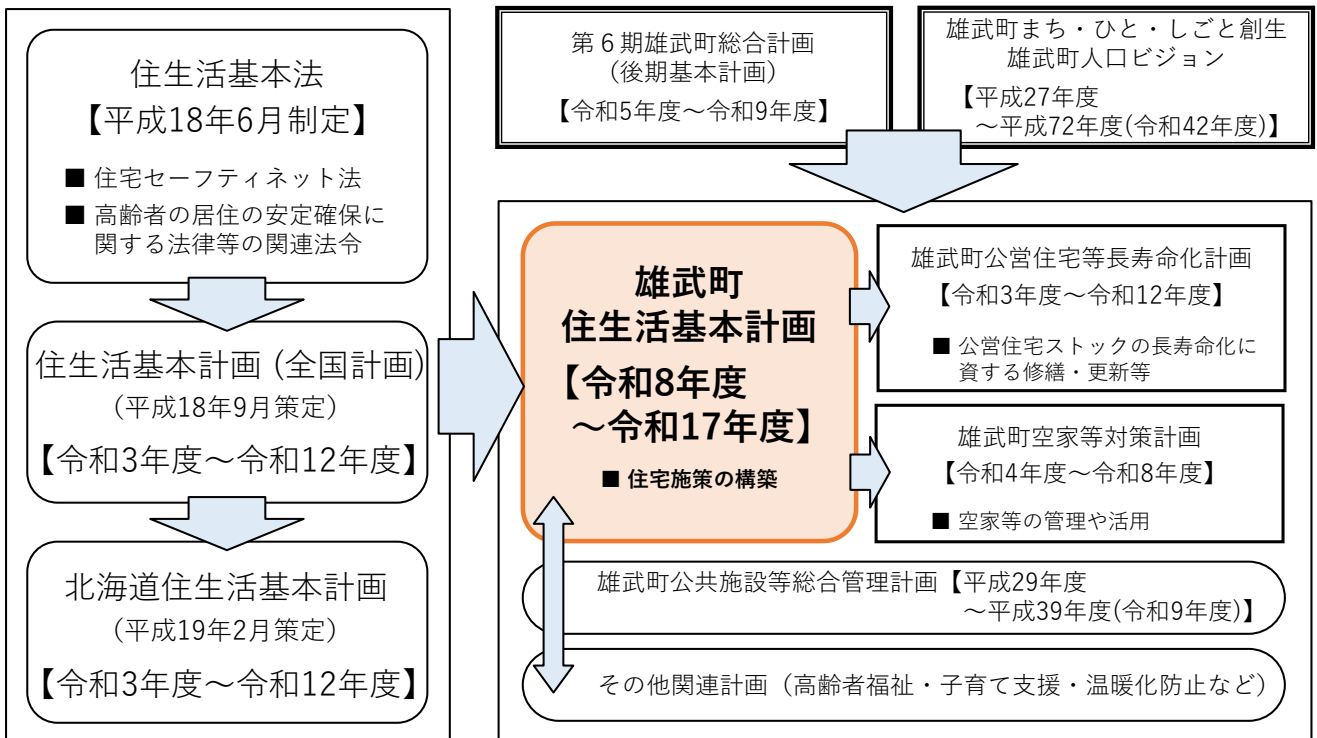 住生活基本法
【平成18年6月制定】
■ 住宅セーフティネット法
■ 高齢者の居住の安定確保に
関する法律等の関連法令
住生活基本計画 (全国計画)
(平成18年9月策定)
【令和3年度～令和12年度】
北海道住生活基本計画
(平成19年2月策定)
【令和3年度～令和12年度】
第６期雄武町総合計画
(後期基本計画)
【令和5年度～令和9年度】
雄武町まち・ひと・しごと創生
雄武町人口ビジョン
【平成27年度
～平成72年度(令和42年度)】
雄武町
住生活基本計画
【令和8年度
～令和17年度】
■ 住宅施策の構築
雄武町公営住宅等長寿命化計画
【令和3年度～令和12年度】
■ 公営住宅ストックの長寿命化に
資する修繕・更新等
雄武町空家等対策計画
【令和4年度～令和8年度】
■ 空家等の管理や活用
雄武町公共施設等総合管理計画【平成29年度
～平成39年度(令和9年度)】
その他関連計画（高齢者福祉・子育て支援・温暖化防止など）